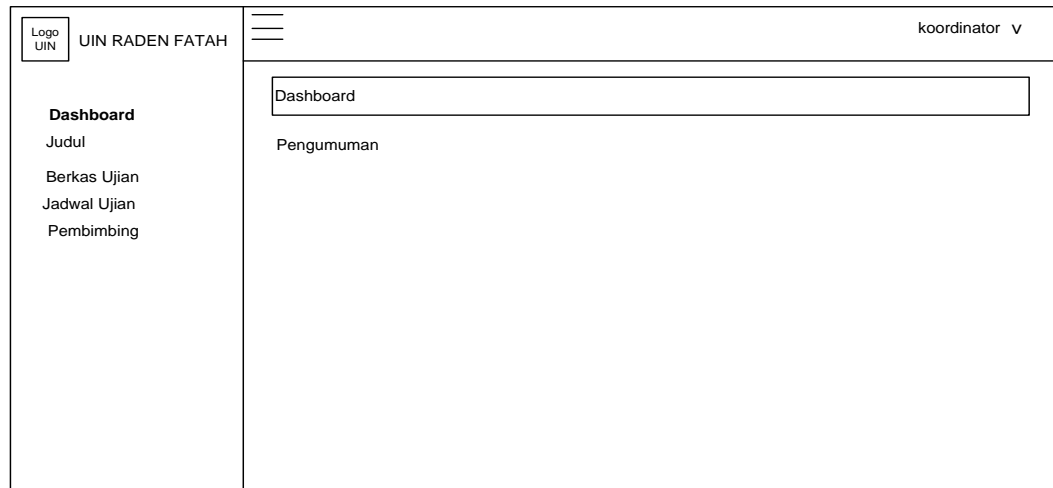 Logo
UIN
UIN RADEN FATAH
koordinator v
Dashboard
Judul
Berkas Ujian
Jadwal Ujian
Pembimbing
Dashboard
Pengumuman